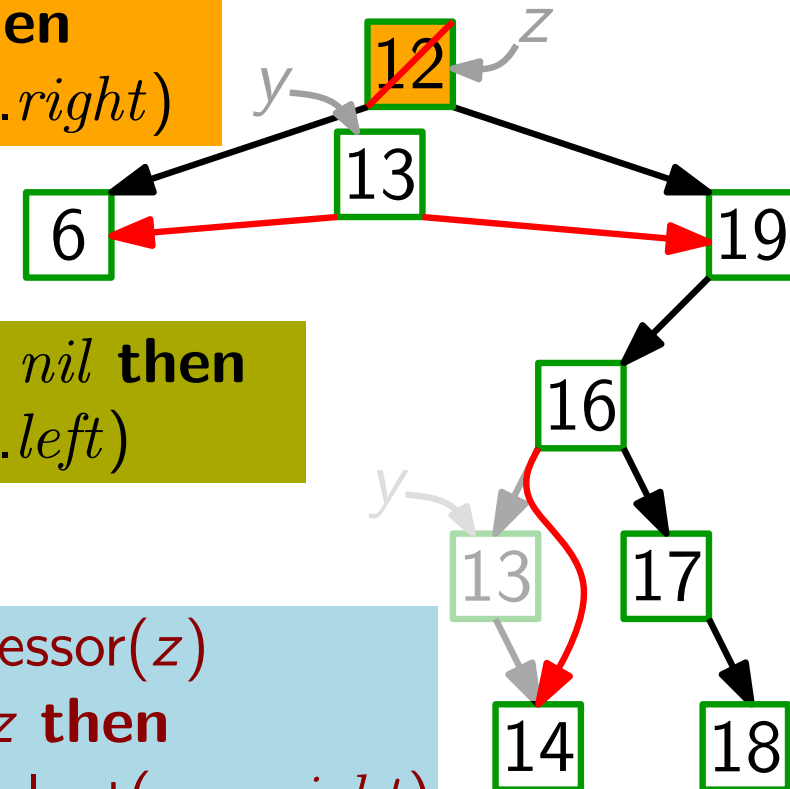 en
.right)
z
12
y
13
6
19
nil then
.left)
16
y
13
17
essor(z)
z then
14
18